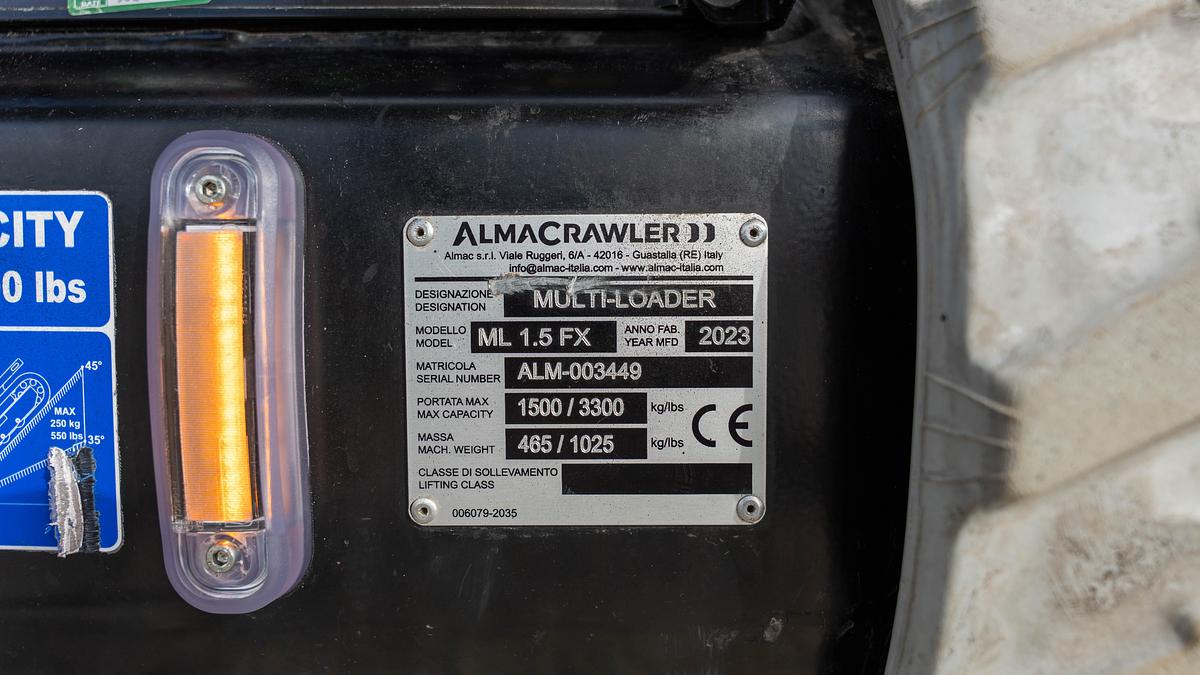 DATE
CITY
0 lbs
45°
MAX
250 kg
550 lbs
35°
ALMACRAWLER
Almac s.r.l. Viale Ruggeri, 6/A - 42016 - Guastalla (RE) Italy
info@almac-italia.com - www.almac-italia.com
DESIGNAZIONE
DESIGNATION
MULTI-LOADER
MODELLO
MODEL
ML 1.5 FX
ANNO FAB.
YEAR MFD
2023
MATRICOLA
SERIAL NUMBER
ALM-003449
PORTATA MAX
MAX CAPACITY
1500 / 3300
kg/lbs
MASSA
MACH. WEIGHT
465 / 1025
kg/lbs
CE
CLASSE DI SOLLEVAMENTO
LIFTING CLASS
006079-2035